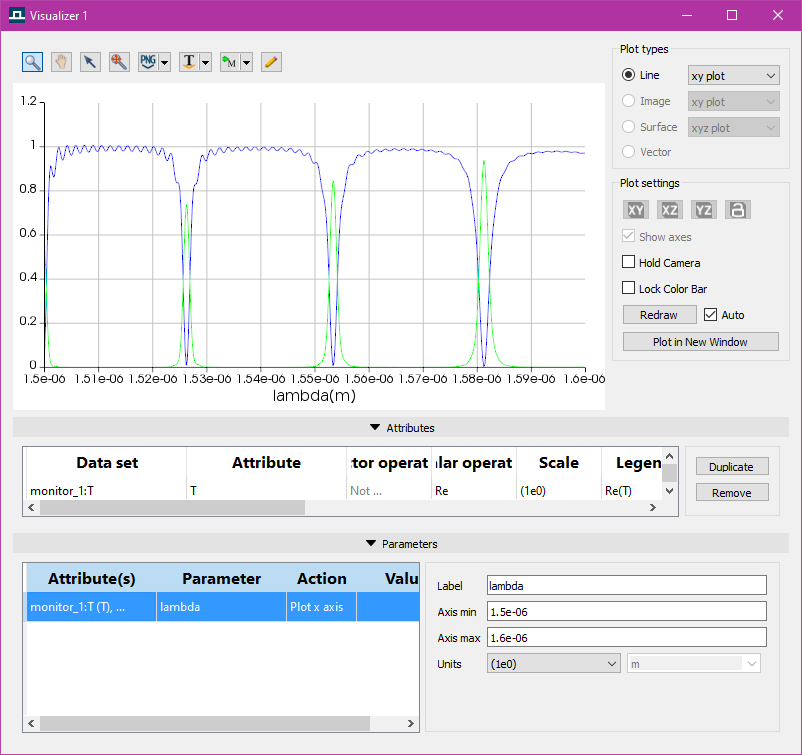 Visualizer 1
PNG
T
M
Plot types
Line
xy plot
Image
xy plot
Surface
xyz plot
Vector
Plot settings
XY
XZ
YZ
a
Show axes
Hold Camera
Lock Color Bar
Redraw
Auto
Plot in New Window
1.2
1
0.8
0.6
0.4
0.2
0
1.5e-06 1.51e-06 1.52e-06 1.53e-06 1.54e-06 1.55e-06 1.56e-06 1.57e-06 1.58e-06 1.59e-06 1.6e-06
lambda(m)
Attributes
Data set Attribute tor operat lar operat Scale Legen
monitor_1:T T Not ... Re (1e0) Re(T)
Duplicate
Remove
Parameters
Attribute(s) Parameter Action Valu
monitor_1:T (T), ... lambda Plot x axis
Label lambda
Axis min 1.5e-06
Axis max 1.6e-06
Units (1e0) m